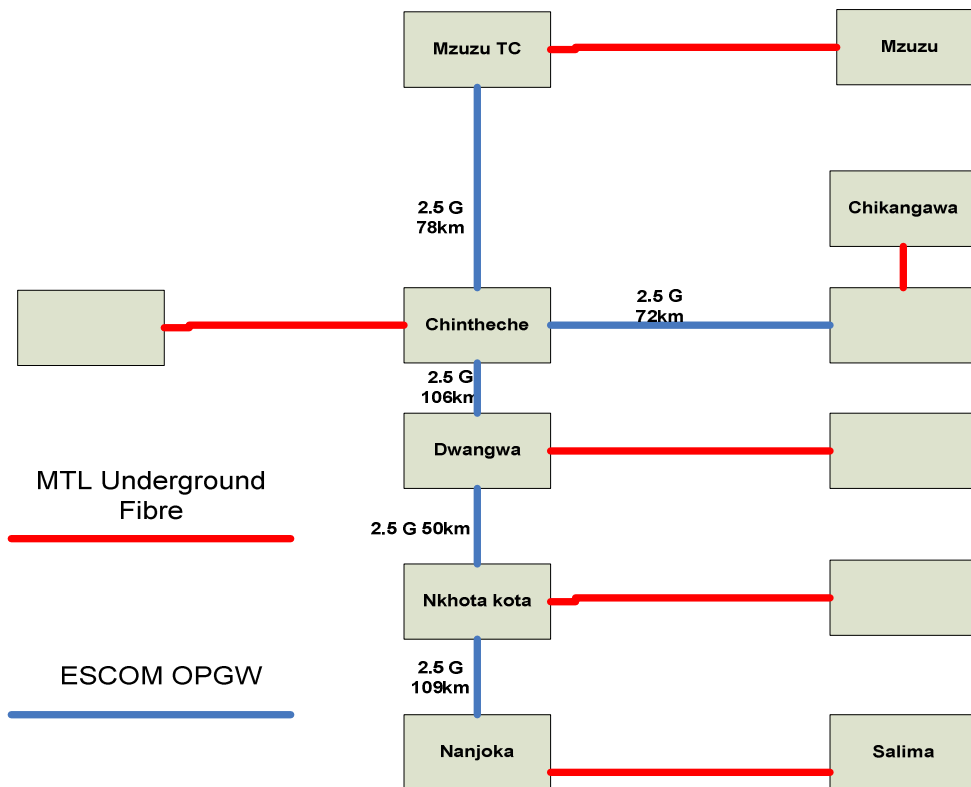 Mzuzu TC
Mzuzu
Chikangawa
2.5 G
78km
2.5 G
72km
Chintheche
2.5 G
106km
Dwangwa
MTL Underground
Fibre
2.5 G 50km
Nkhota kota
ESCOM OPGW
2.5 G
109km
Nanjoka
Salima